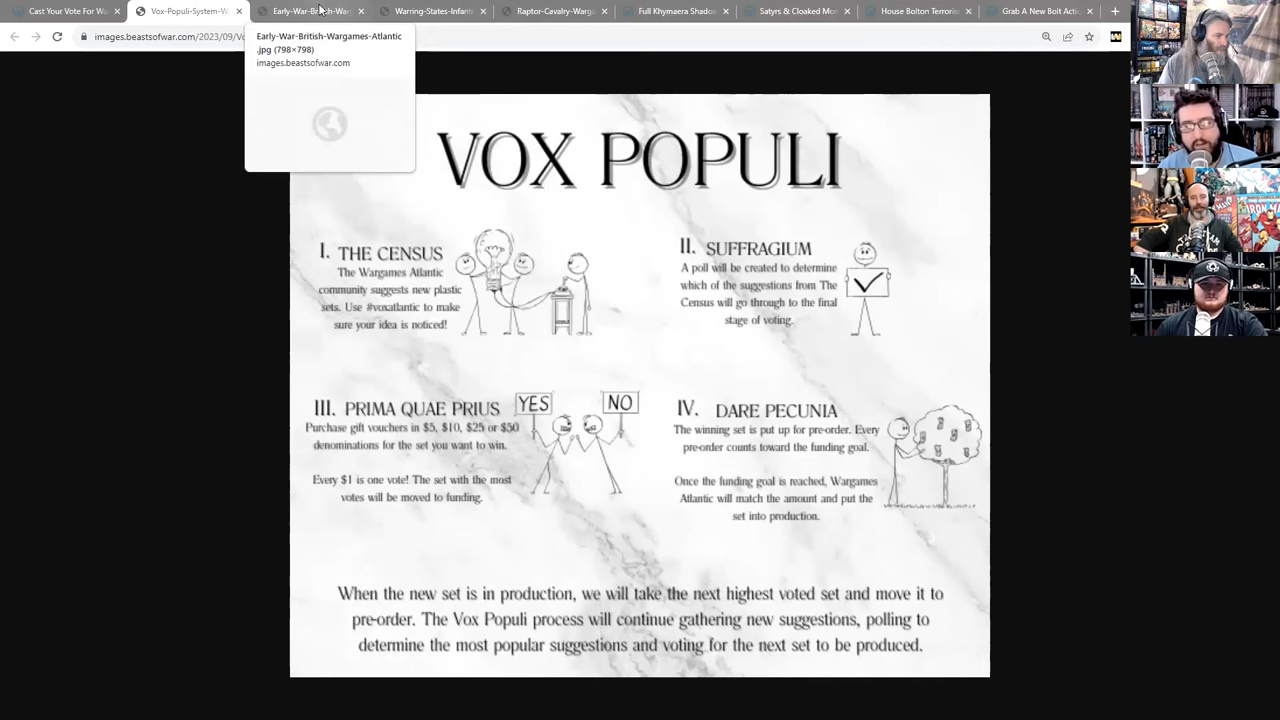 Cast Your Vote For Wa
Vox-Populi-System-Wa
Early-War-British-War
Warring-States-Infant
Raptor-Cavalry-Warga
Full Khymaera Shadow
Satyrs & Cloaked Mo
House Bolton Terrori
Grab A New Bolt Acti
images.beastsofwar.com/2023/09/Vo
Early-War-British-Wargames-Atlantic
.jpg (798×798)
images.beastsofwar.com
VOX POPULI
I. THE CENSUS
The Wargames Atlantic
community suggests new plastic
sets. Use #voxatlantic to make
sure your idea is noticed!
II. SUFFRAGIUM
A poll will be created to determine
which of the suggestions from The
Census will go through to the final
stage of voting.
III. PRIMA QUAE PRIUS
YES
NO
Purchase gift vouchers in $5, $10, $25 or $50
denominations for the set you want to win.
Every $1 is one vote! The set with the most
votes will be moved to funding.
IV. DARE PECUNIA
The winning set is put up for pre-order. Every
pre-order counts toward the funding goal.
Once the funding goal is reached, Wargames
Atlantic will match the amount and put the
set into production.
When the new set is in production, we will take the next highest voted set and move it to
pre-order. The Vox Populi process will continue gathering new suggestions, polling to
determine the most popular suggestions and voting for the next set to be produced.
IRON M